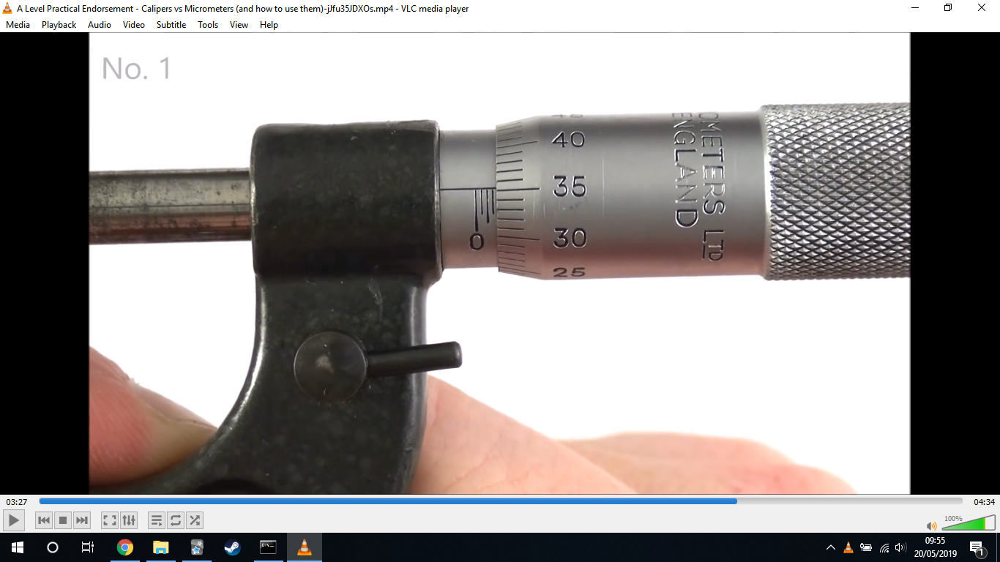 A Level Practical Endorsement - Calipers vs Micrometers (and how to use them)-jJfu35JDXOs.mp4 - VLC media player
Media Playback Audio Video Subtitle Tools View Help
No. 1
40
35
30
25
0
OMETERS LTD
ENGLAND
03:27
04:34
100%
09:55
20/05/2019
1